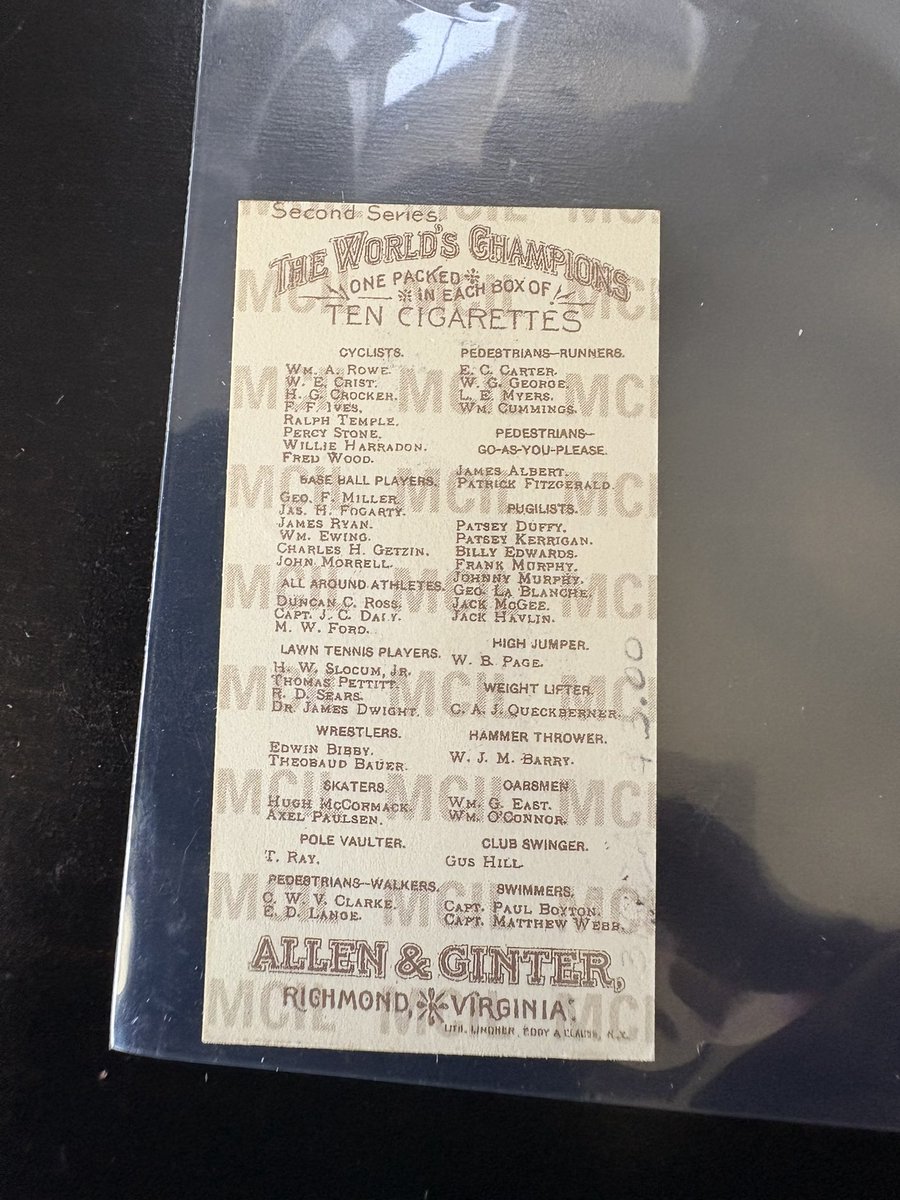 Second Series.
THE WORLD'S CHAMPIONS
ONE PACKED
IN EACH BOX OF
TEN CIGARETTES
CYCLISTS.
WM. A. ROWE.
W. E. CRIST.
H. G. CROCKER.
F. F. IVES.
RALPH TEMPLE.
PERCY STONE.
WILLIE HARRADON.
FRED WOOD.
BASE BALL PLAYERS.
GEO. F. MILLER.
JAS. H. FOGARTY.
JAMES RYAN.
WM. EWING.
CHARLES H. GETZIN.
JOHN MORRELL.
ALL AROUND ATHLETES.
DUNCAN C. ROSS.
CAPT. J. C. DALY.
M. W. FORD.
LAWN TENNIS PLAYERS.
H. W. SLOCUM, JR.
THOMAS PETTITT.
R. D. SEARS.
DR. JAMES DWIGHT.
WRESTLERS.
EDWIN BIBBY.
THEOBAUD BAUER.
SKATERS.
HUGH MCCORMACK.
AXEL PAULSEN.
POLE VAULTER.
T. RAY.
PEDESTRIANS—WALKERS.
C. W. V. CLARKE.
E. D. LANGE.
PEDESTRIANS—RUNNERS.
E. C. CARTER.
W. G. GEORGE.
L. E. MYERS.
WM. CUMMINGS.
PEDESTRIANS—
GO-AS-YOU-PLEASE.
JAMES ALBERT.
PATRICK FITZGERALD.
PUGILISTS.
PATSEY DUFFY.
PATSEY KERRIGAN.
BILLY EDWARDS.
FRANK MURPHY.
JOHNNY MURPHY.
GEO. LA BLANCHE.
JACK MCGEE.
JACK HAVLIN.
HIGH JUMPER.
W. B. PAGE.
WEIGHT LIFTER.
C. A. J. QUECKBERNER.
HAMMER THROWER.
W. J. M. BARRY.
OARSMEN
WM. G. EAST.
WM. O'CONNOR.
CLUB SWINGER.
GUS HILL.
SWIMMERS.
CAPT. PAUL BOYTON.
CAPT. MATTHEW WEBB.
ALLEN & GINTER,
RICHMOND, VIRGINIA.
LITH. LINDNER, EDDY & CLAUSS, N.Y.